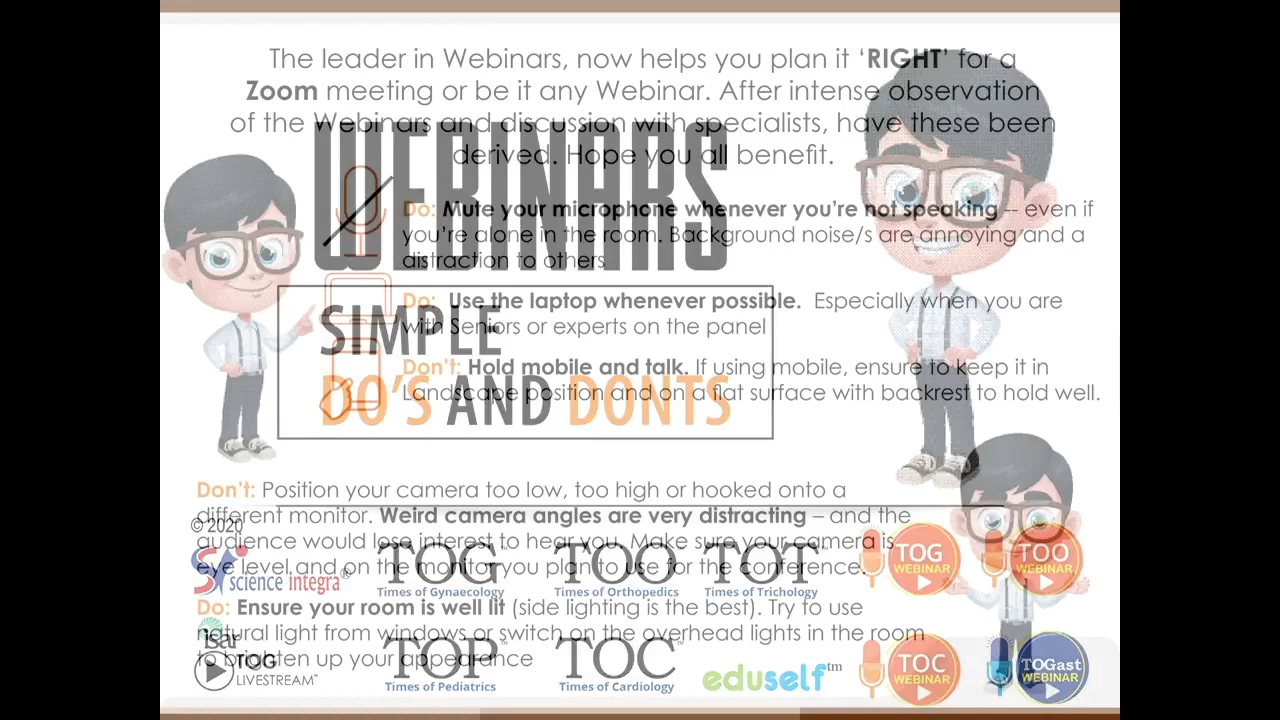 The leader in Webinars, now helps you plan it ‘RIGHT’ for a
Zoom meeting or be it any Webinar. After intense observation
of the Webinars and discussion with specialists, have these been
derived. Hope you all benefit.
WEBINARS
SIMPLE
DO'S AND DONTS
Do: Mute your microphone whenever you’re not speaking -- even if
you’re alone in the room. Background noise/s are annoying and a
distraction to others
Do: Use the laptop whenever possible. Especially when you are
with Seniors or experts on the panel
Don’t: Hold mobile and talk. If using mobile, ensure to keep it in
Landscape position and on a flat surface with backrest to hold well.
Don’t: Position your camera too low, too high or hooked onto a
different monitor. Weird camera angles are very distracting – and the
audience would lose interest to hear you. Make sure your camera is
eye level and on the monitor you plan to use for the conference.
Do: Ensure your room is well lit (side lighting is the best). Try to use
natural light from windows or switch on the overhead lights in the room
to brighten up your appearance
© 2020
science integra®
TOG™
Times of Gynaecology
TOO™
Times of Orthopedics
TOT™
Times of Trichology
TOG
WEBINAR
TOO
WEBINAR
isar
TOG
LIVESTREAM™
TOP™
Times of Pediatrics
TOC™
Times of Cardiology
eduself™
TOC
WEBINAR
TOGast
WEBINAR